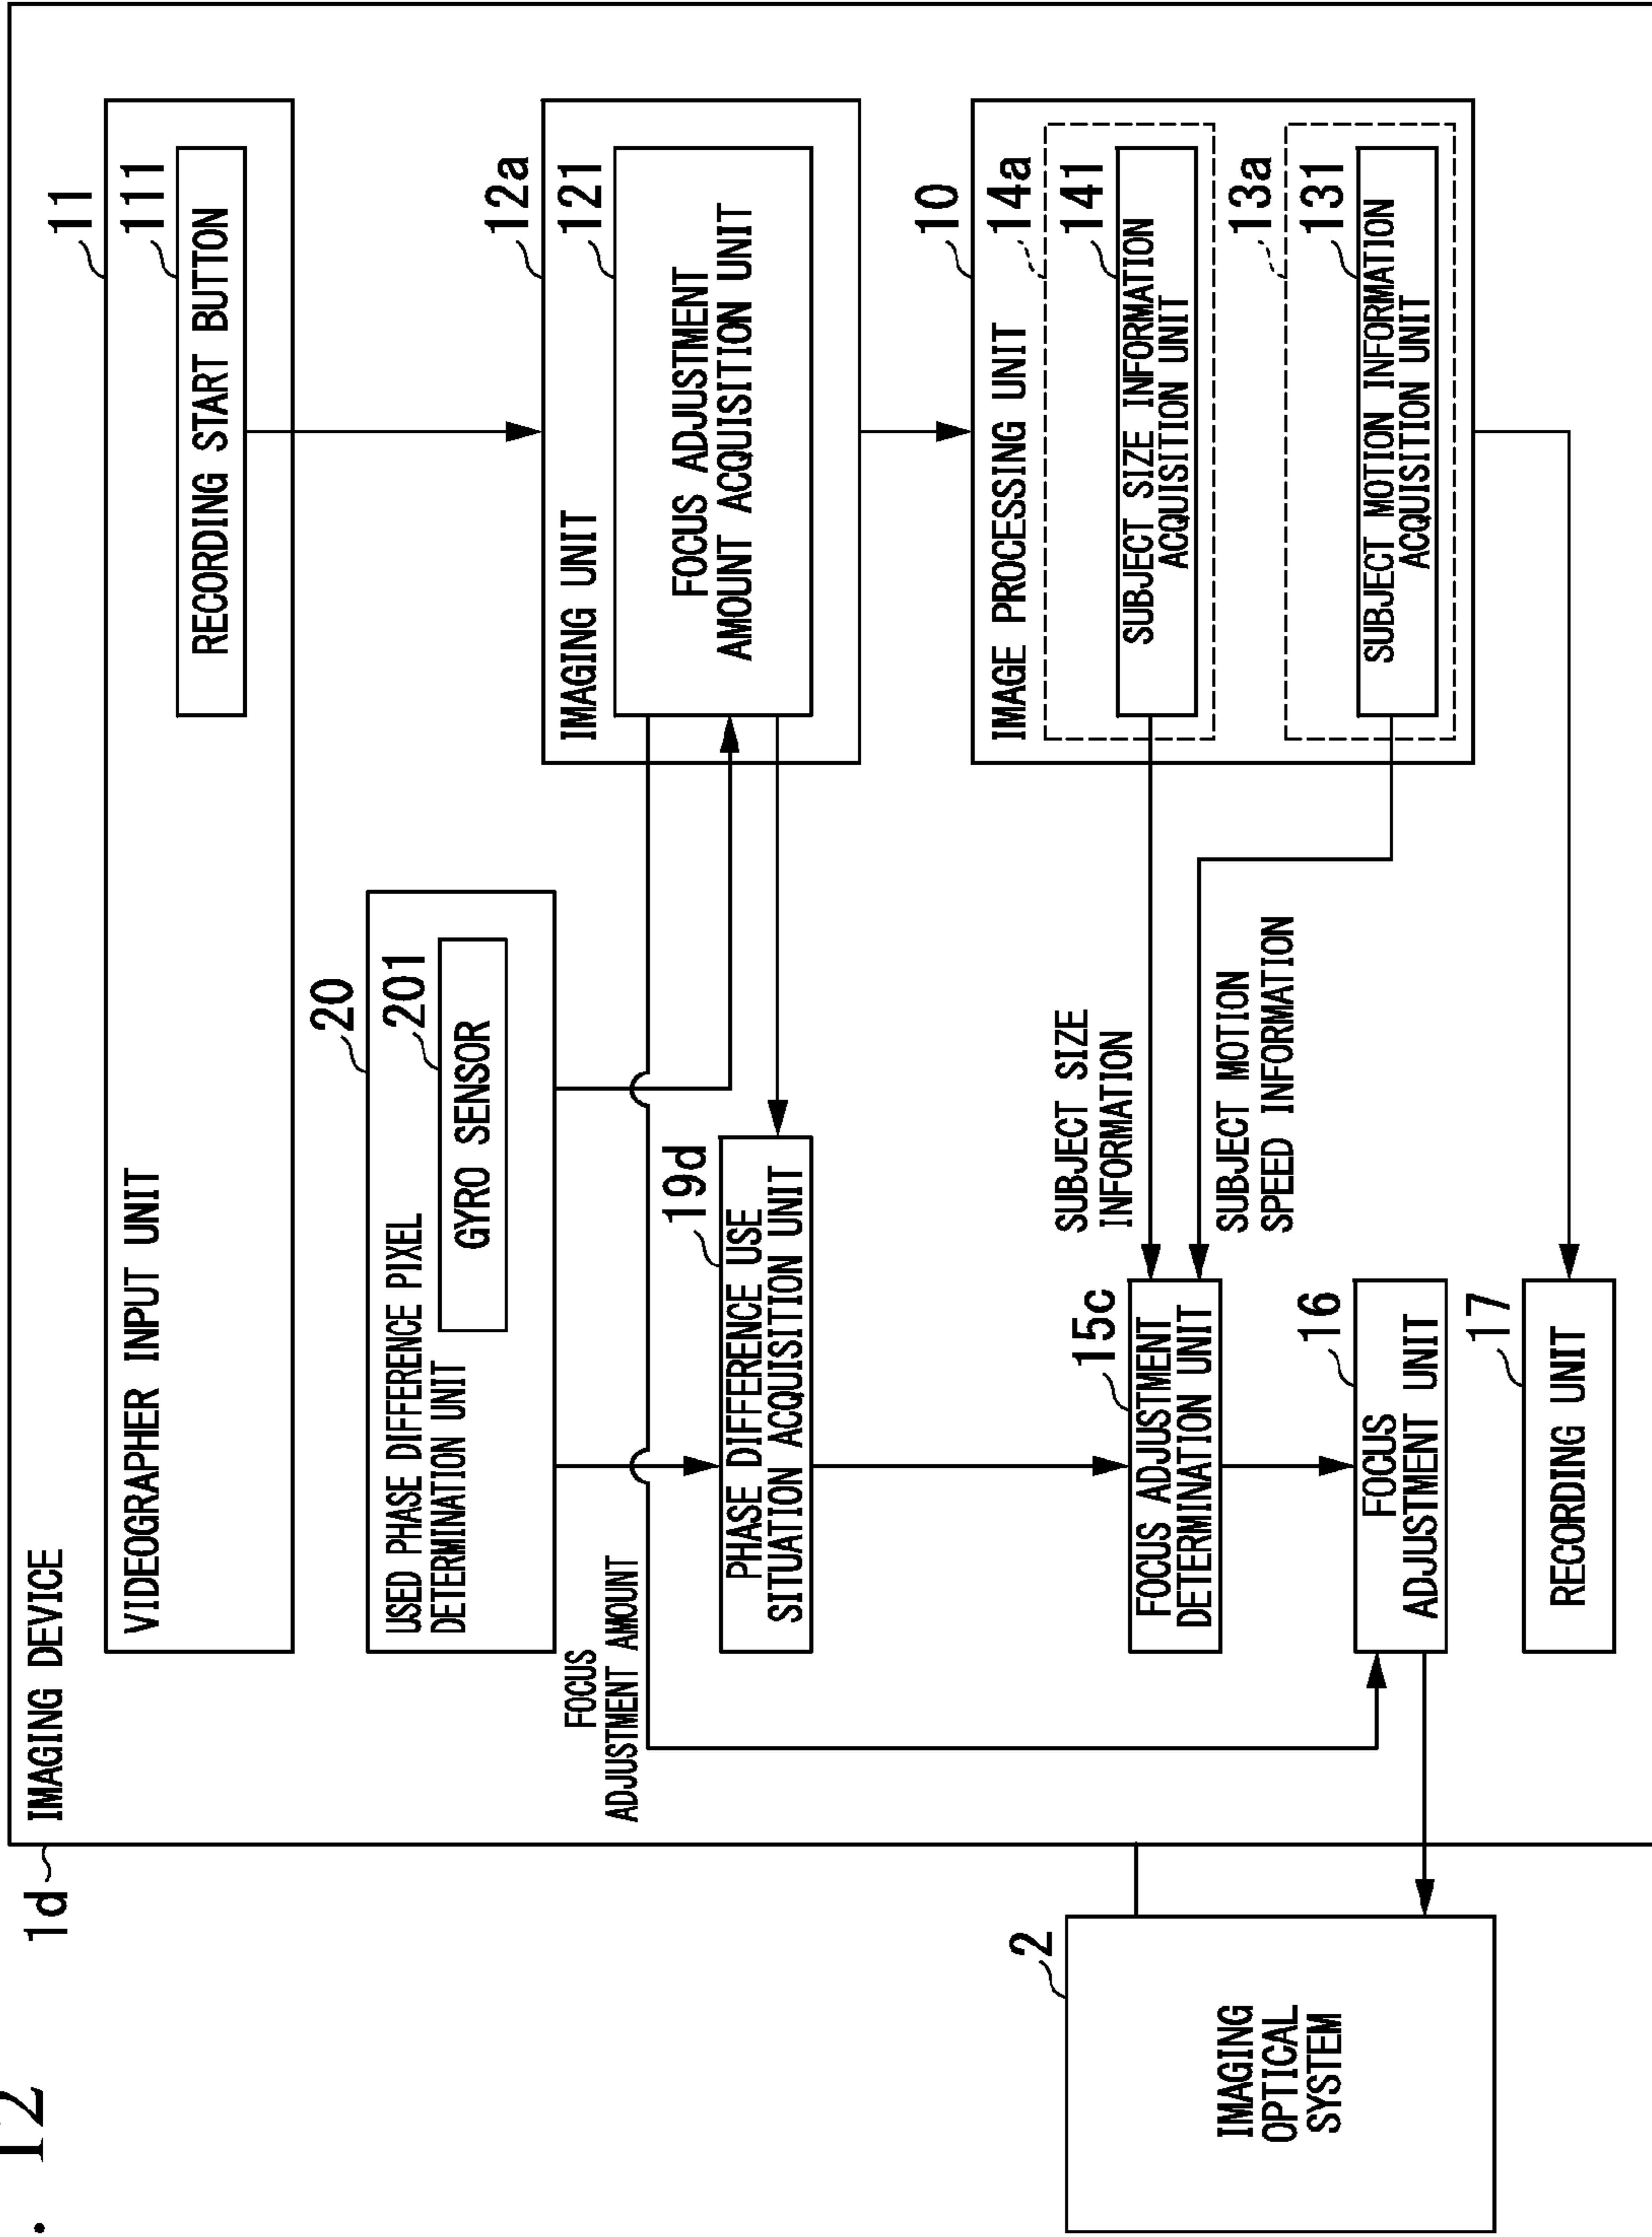 . 12
1d
IMAGING DEVICE
VIDEOGRAPHER INPUT UNIT
11
RECORDING START BUTTON
111
USED PHASE DIFFERENCE PIXEL
DETERMINATION UNIT
20
GYRO SENSOR
201
IMAGING UNIT
12a
FOCUS ADJUSTMENT
AMOUNT ACQUISITION UNIT
121
FOCUS
ADJUSTMENT AMOUNT
PHASE DIFFERENCE USE
SITUATION ACQUISITION UNIT
19d
IMAGE PROCESSING UNIT
10
14a
SUBJECT SIZE INFORMATION
ACQUISITION UNIT
141
13a
SUBJECT MOTION INFORMATION
ACQUISITION UNIT
131
SUBJECT SIZE
INFORMATION
SUBJECT MOTION
SPEED INFORMATION
FOCUS ADJUSTMENT
DETERMINATION UNIT
15c
FOCUS
ADJUSTMENT UNIT
16
RECORDING UNIT
17
2
IMAGING
OPTICAL
SYSTEM